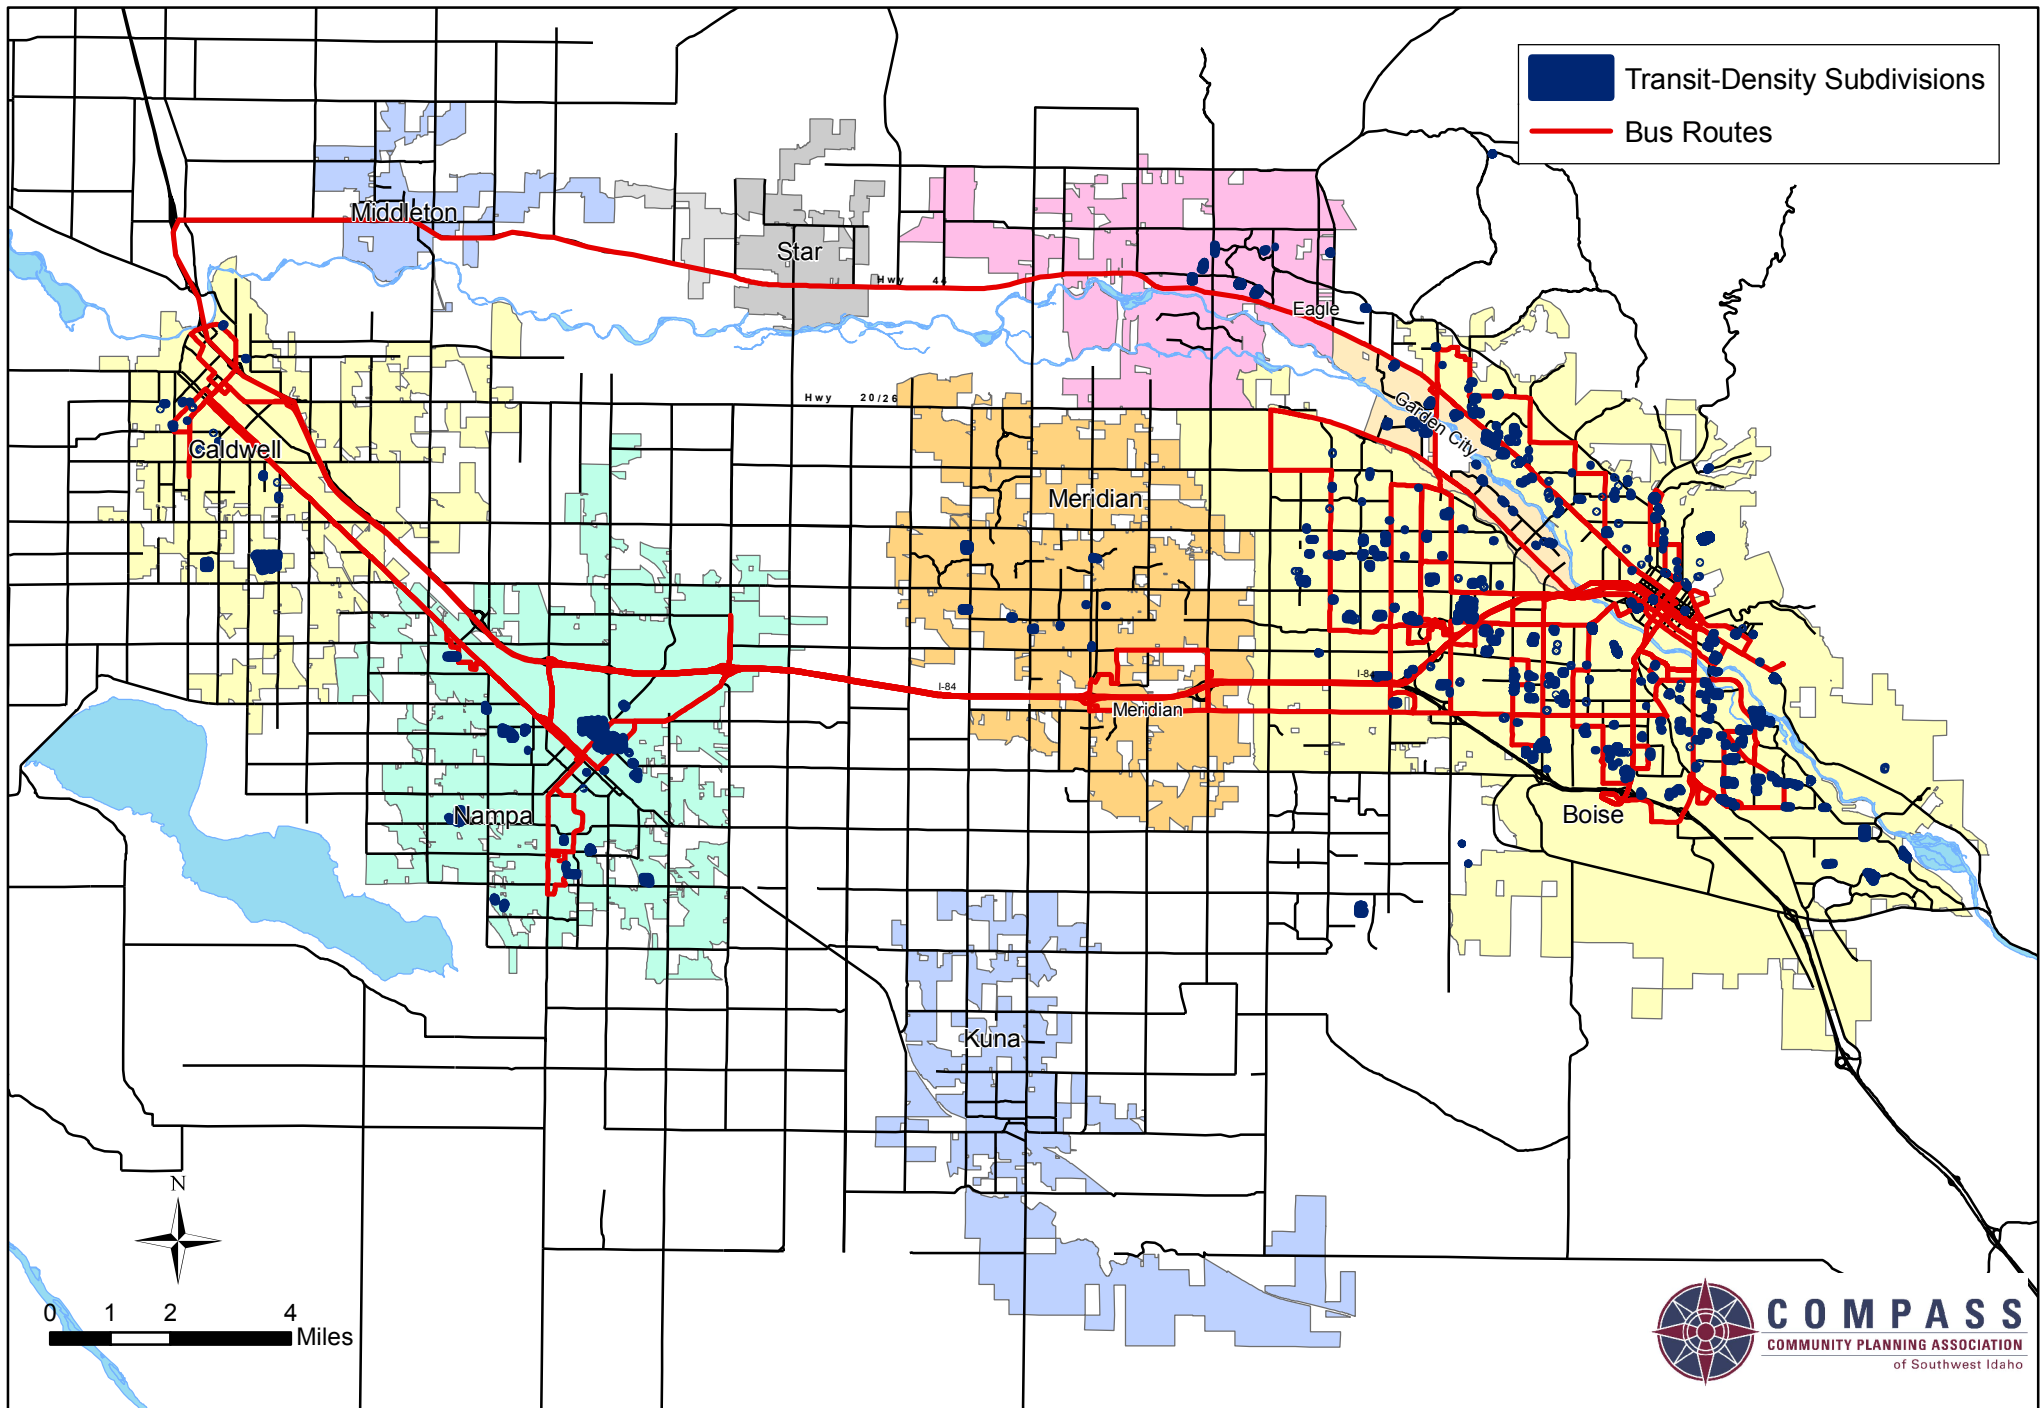 Transit-Density Subdivisions
Bus Routes
Middleton
Star
Hwy 44
Eagle
Hwy 20/26
Garden City
Caldwell
Meridian
I-84
I-84
Meridian
Nampa
Boise
Kuna
N
0 1 2 4
Miles
COMPASS
COMMUNITY PLANNING ASSOCIATION
of Southwest Idaho